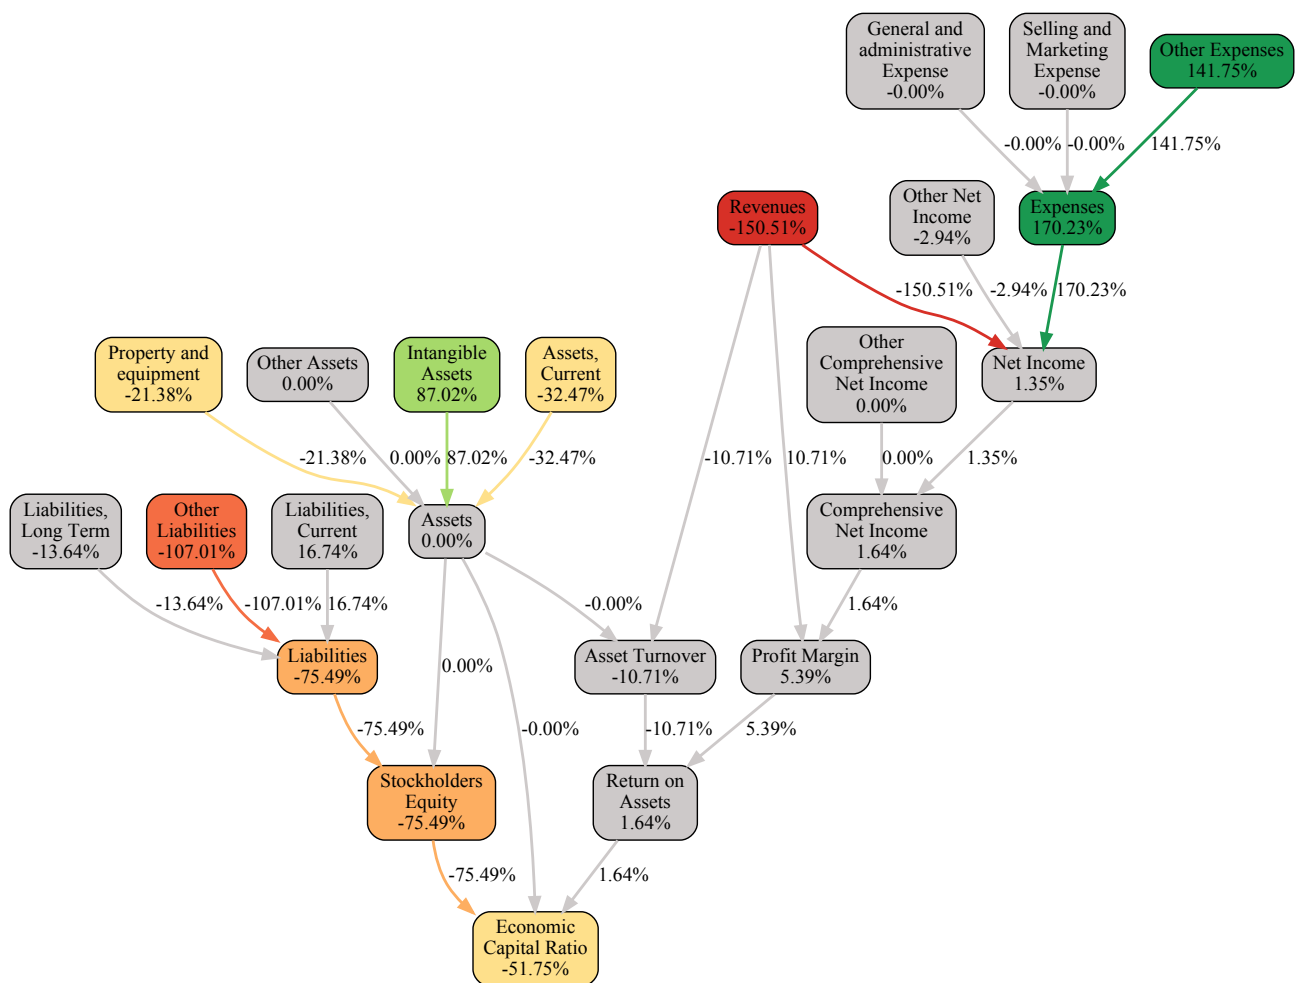 General and
administrative
Expense
-0.00%
Selling and
Marketing
Expense
-0.00%
Other Expenses
141.75%
-0.00%
-0.00%
141.75%
Revenues
-150.51%
Other Net
Income
-2.94%
Expenses
170.23%
-150.51%
-2.94%
170.23%
Property and
equipment
-21.38%
Other Assets
0.00%
Intangible
Assets
87.02%
Assets,
Current
-32.47%
Other
Comprehensive
Net Income
0.00%
Net Income
1.35%
-21.38%
0.00%
87.02%
-32.47%
-10.71%
10.71%
0.00%
1.35%
Liabilities,
Long Term
-13.64%
Other
Liabilities
-107.01%
Liabilities,
Current
16.74%
Assets
0.00%
Comprehensive
Net Income
1.64%
-13.64%
-107.01%
16.74%
-0.00%
1.64%
Liabilities
-75.49%
0.00%
Asset Turnover
-10.71%
Profit Margin
5.39%
-75.49%
-0.00%
-10.71%
5.39%
Stockholders
Equity
-75.49%
Return on
Assets
1.64%
-75.49%
1.64%
Economic
Capital Ratio
-51.75%